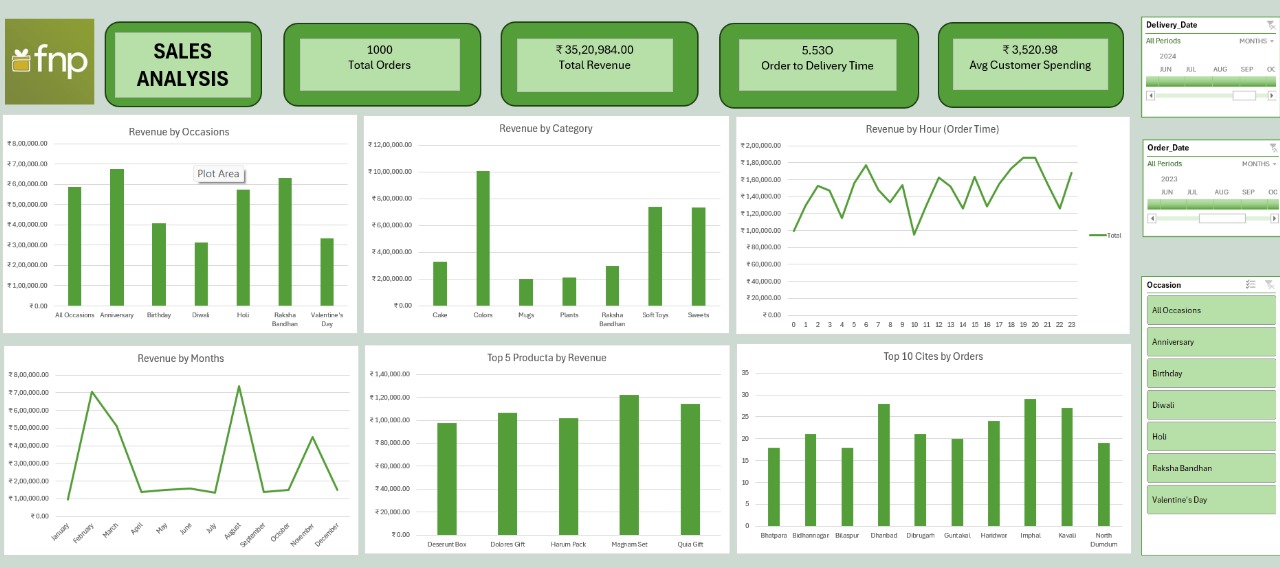 fnp
SALES
ANALYSIS
1000
Total Orders
₹ 35,20,984.00
Total Revenue
5.53O
Order to Delivery Time
₹ 3,520.98
Avg Customer Spending
Delivery_Date
All Periods
MONTHS
2024
JUN JUL AUG SEP OC
Order_Date
All Periods
MONTHS
2023
JUN JUL AUG SEP OC
Occasion
All Occasions
Anniversary
Birthday
Diwali
Holi
Raksha Bandhan
Valentine's Day
Revenue by Occasions
₹ 8,00,000.00
₹ 7,00,000.00
₹ 6,00,000.00
₹ 5,00,000.00
₹ 4,00,000.00
₹ 3,00,000.00
₹ 2,00,000.00
₹ 1,00,000.00
₹ 0.00
Plot Area
All Occasions Anniversary Birthday Diwali Holi Raksha Valentine's
Bandhan Day
Revenue by Category
₹ 12,00,000.00
₹ 10,00,000.00
₹ 8,00,000.00
₹ 6,00,000.00
₹ 4,00,000.00
₹ 2,00,000.00
₹ 0.00
Cake Colors Mugs Plants Raksha Soft Toys Sweets
Bandhan
Revenue by Hour (Order Time)
₹ 2,00,000.00
₹ 1,80,000.00
₹ 1,60,000.00
₹ 1,40,000.00
₹ 1,20,000.00
₹ 1,00,000.00
₹ 80,000.00
₹ 60,000.00
₹ 40,000.00
₹ 20,000.00
₹ 0.00
0 1 2 3 4 5 6 7 8 9 10 11 12 13 14 15 16 17 18 19 20 21 22 23
Total
Revenue by Months
₹ 8,00,000.00
₹ 7,00,000.00
₹ 6,00,000.00
₹ 5,00,000.00
₹ 4,00,000.00
₹ 3,00,000.00
₹ 2,00,000.00
₹ 1,00,000.00
₹ 0.00
January February March April May June July August September October November December
Top 5 Producta by Revenue
₹ 1,40,000.00
₹ 1,20,000.00
₹ 1,00,000.00
₹ 80,000.00
₹ 60,000.00
₹ 40,000.00
₹ 20,000.00
₹ 0.00
Deserunt Box Dolores Gift Harum Pack Magnam Set Quia Gift
Top 10 Cites by Orders
35
30
25
20
15
10
5
0
Bhatpara Bidhannagar Bilaspur Dhanbad Dibrugarh Guntakal Haridwar Imphal Kavali North
Dumdum